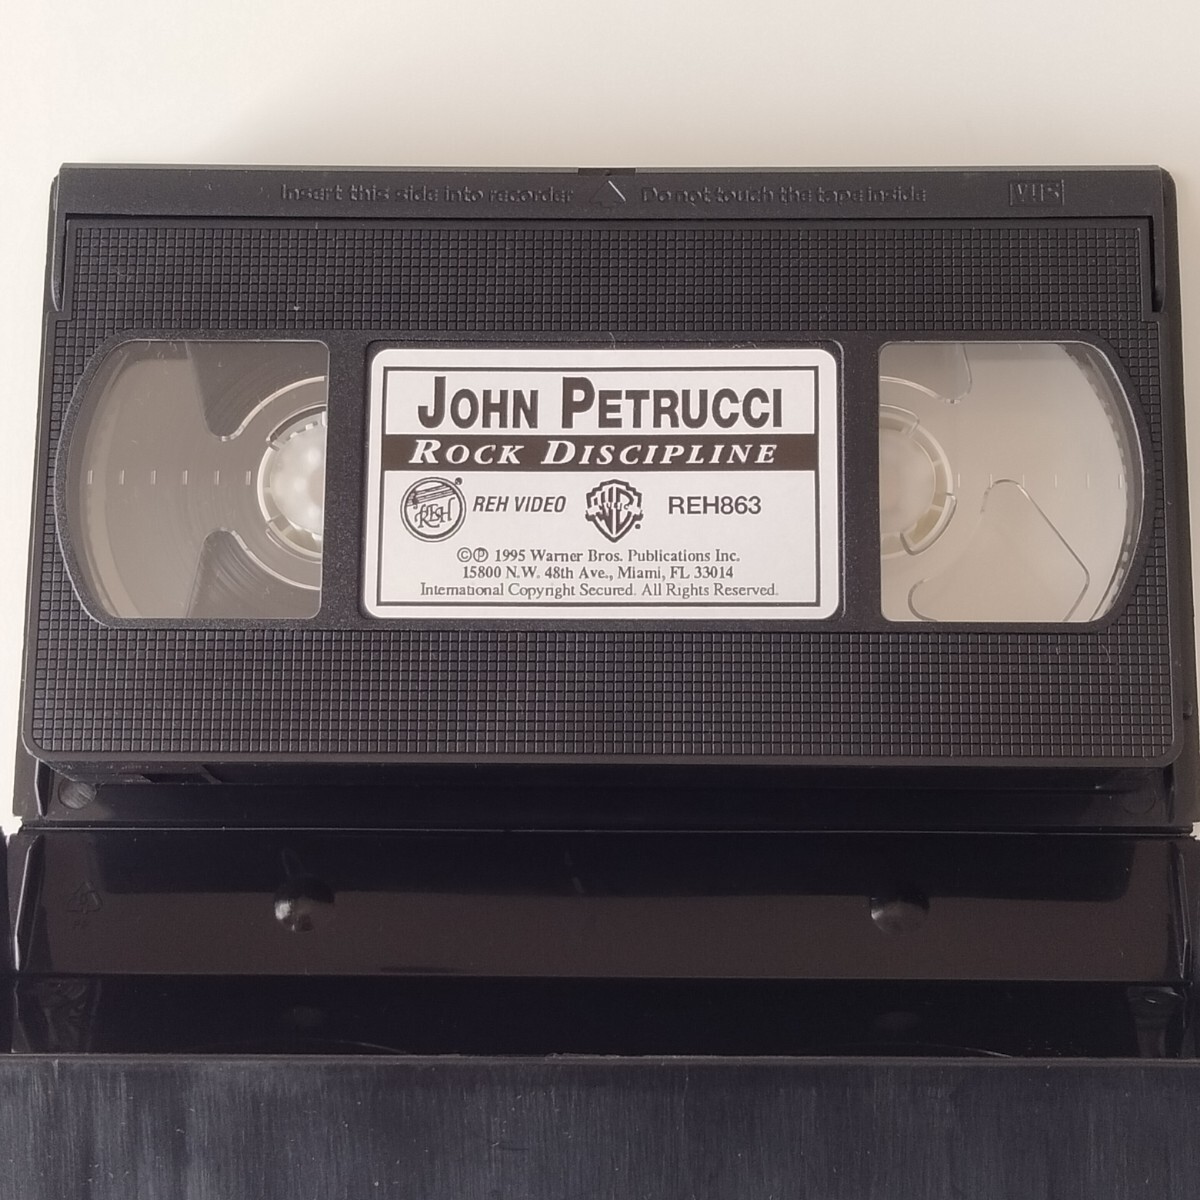 Insert this side into recorder Do not touch the tape inside VHS
JOHN PETRUCCI
ROCK DISCIPLINE
REH REH VIDEO REH863
©℗ 1995 Warner Bros. Publications Inc.
15800 N.W. 48th Ave., Miami, FL 33014
International Copyright Secured. All Rights Reserved.